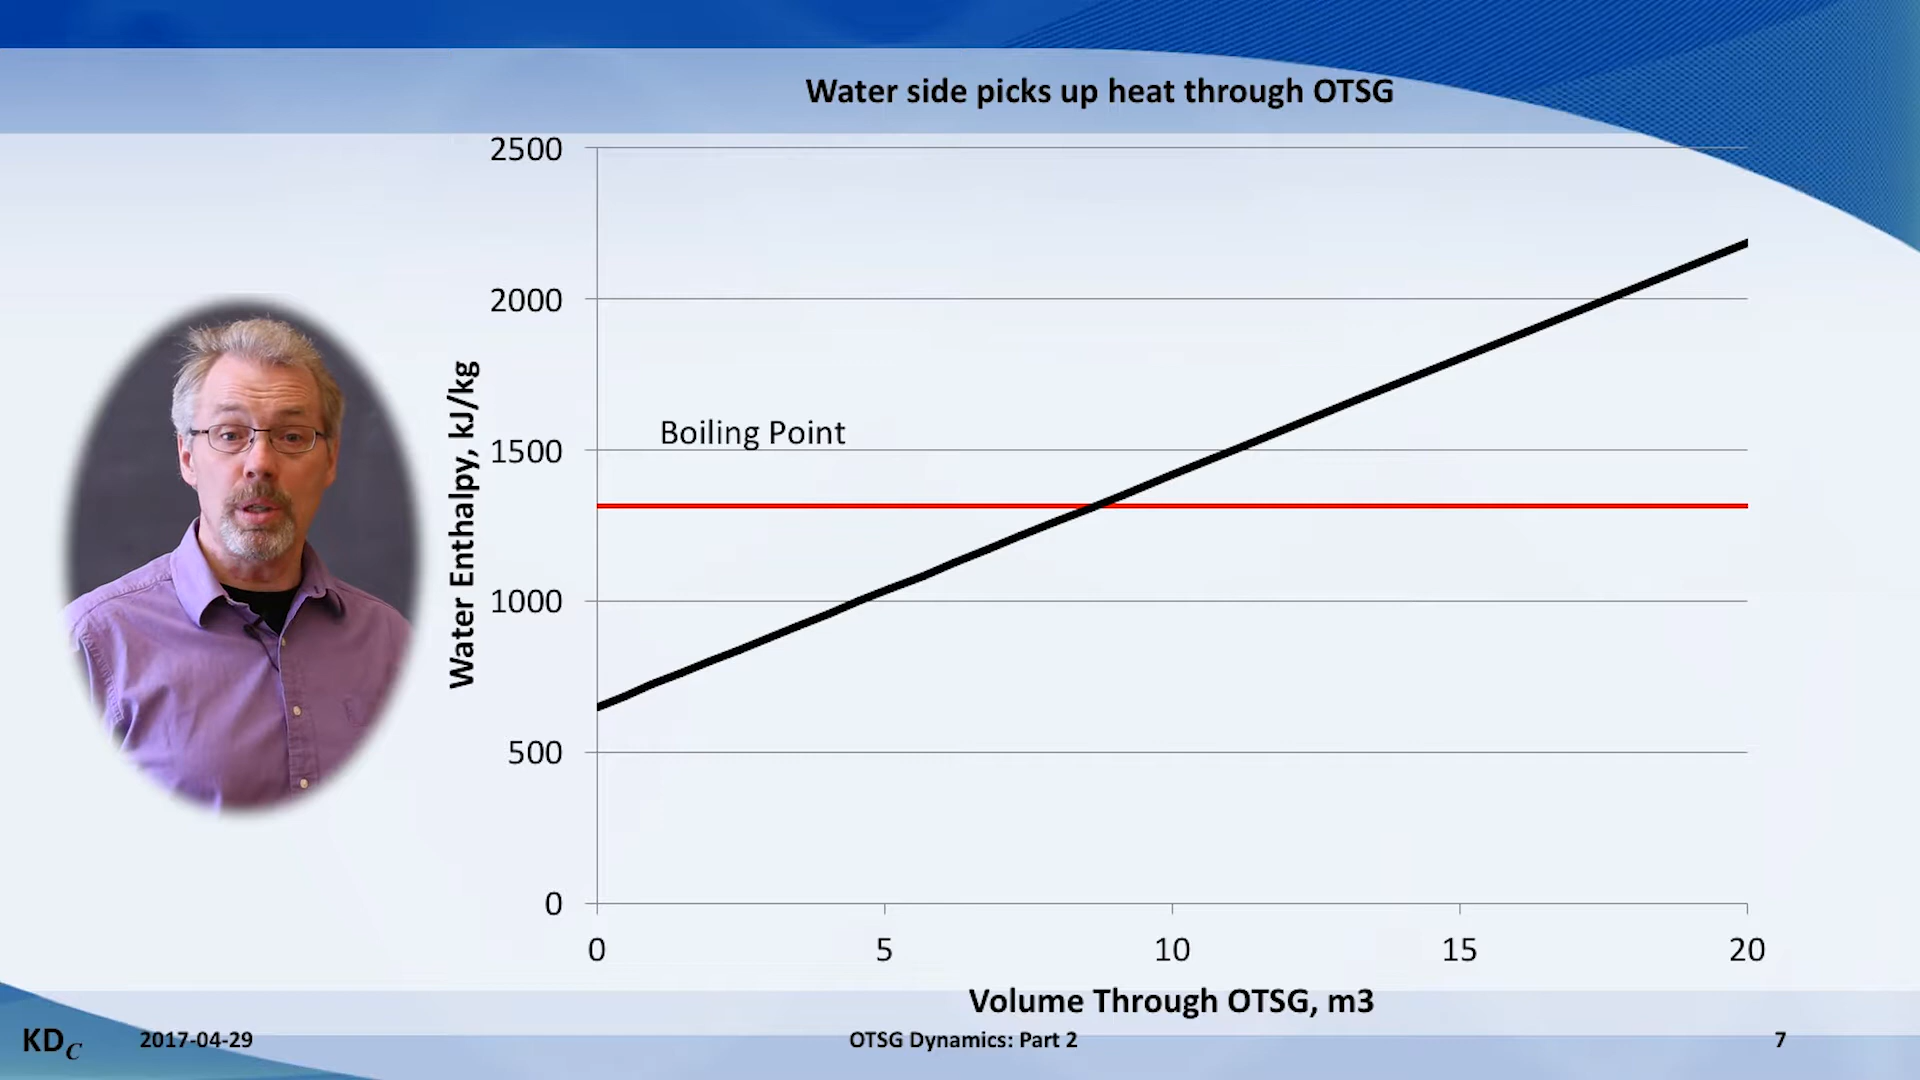 Water side picks up heat through OTSG
2500
2000
1500
1000
500
0
Water Enthalpy, kJ/kg
Boiling Point
0 5 10 15 20
Volume Through OTSG, m3
KDC 2017-04-29 OTSG Dynamics: Part 2 7